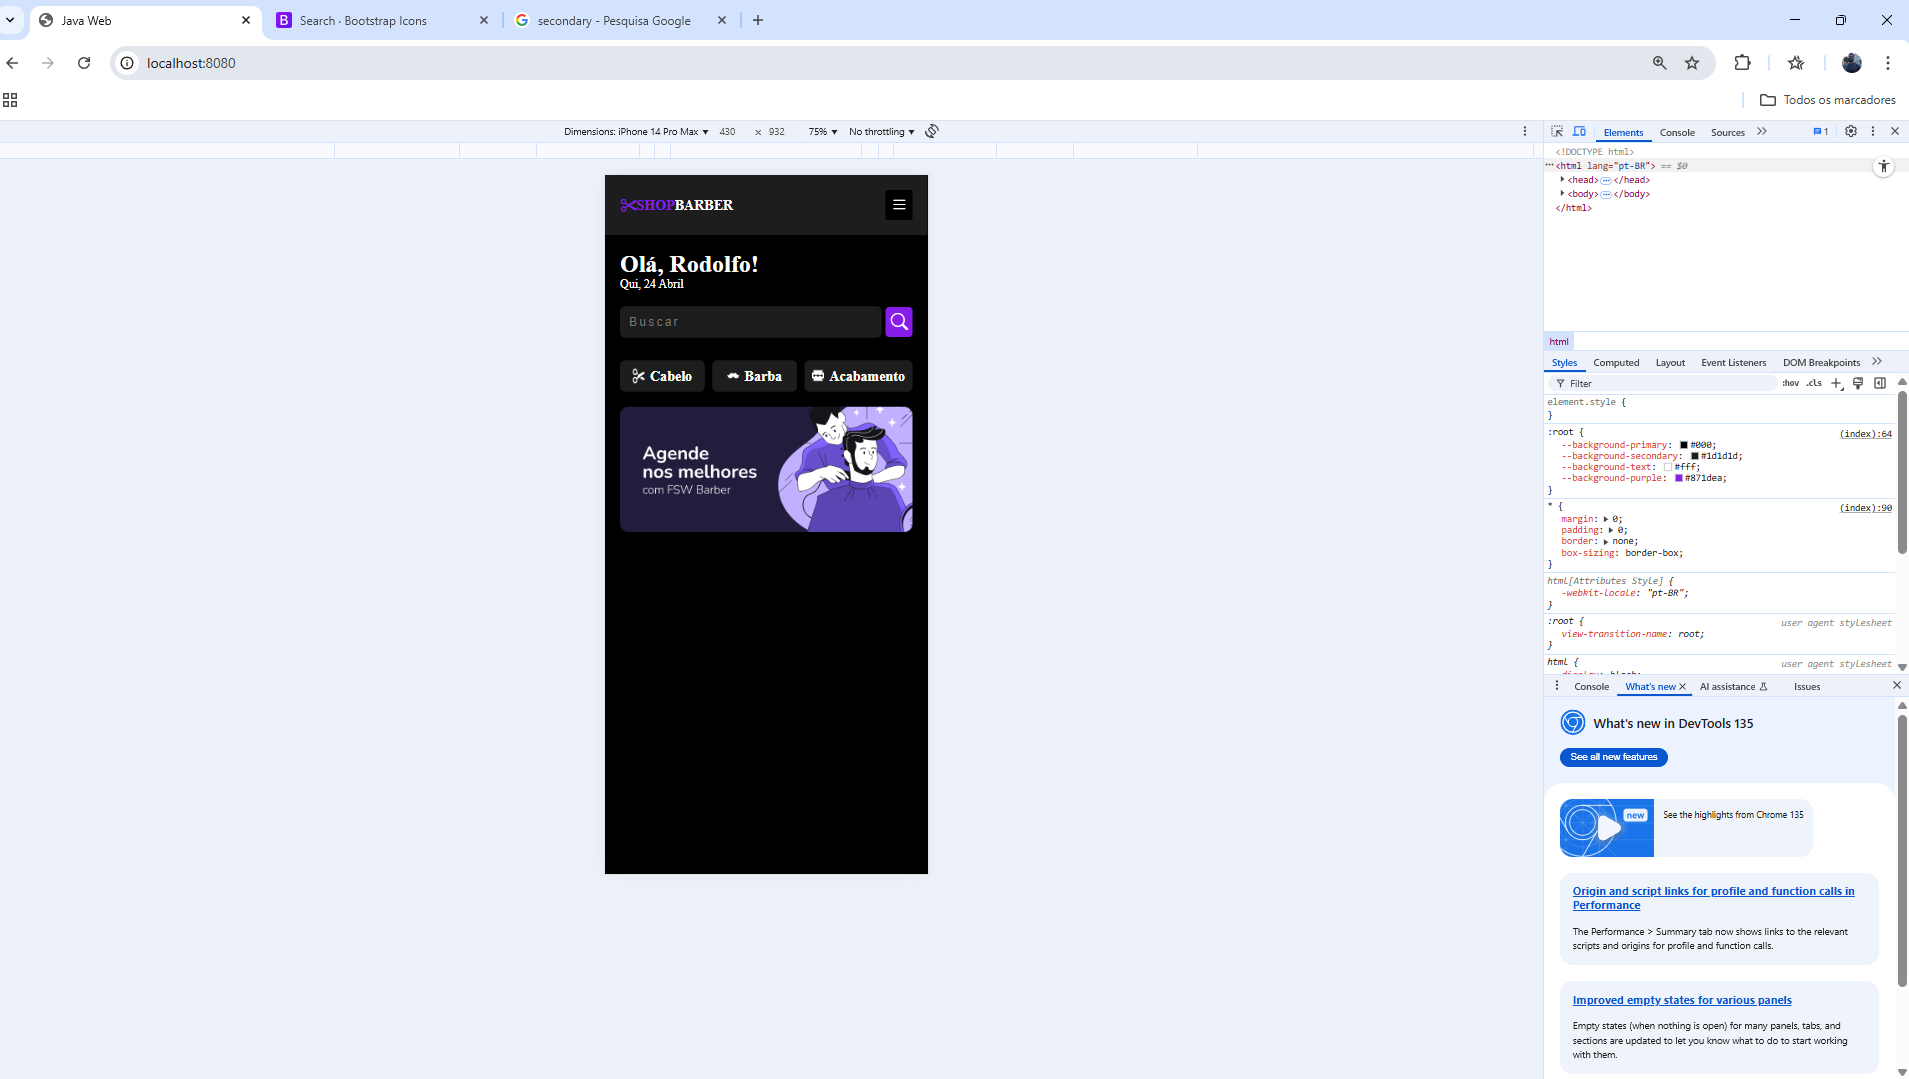 Java Web
Search · Bootstrap Icons
secondary - Pesquisa Google
localhost:8080
Todos os marcadores
Dimensions: iPhone 14 Pro Max ▼ 430 × 932 75% ▼ No throttling ▼
Elements Console Sources 1
<!DOCTYPE html>
<html lang="pt-BR"> == $0
<head> </head>
<body> </body>
</html>
SHOPBARBER
Olá, Rodolfo!
Qui, 24 Abril
Buscar
Cabelo Barba Acabamento
Agende
nos melhores
com FSW Barber
html
Styles Computed Layout Event Listeners DOM Breakpoints
Filter :hov .cls
element.style {
}
:root { (index):64
--background-primary: #000;
--background-secondary: #1d1d1d;
--background-text: #fff;
--background-purple: #871dea;
}
* { (index):90
margin: 0;
padding: 0;
border: none;
box-sizing: border-box;
}
html[Attributes Style] {
-webkit-locale: "pt-BR";
}
:root { user agent stylesheet
view-transition-name: root;
}
html { user agent stylesheet
display: block;
Console What's new AI assistance Issues
What's new in DevTools 135
See all new features
new
See the highlights from Chrome 135
Origin and script links for profile and function calls in
Performance
The Performance > Summary tab now shows links to the relevant
scripts and origins for profile and function calls.
Improved empty states for various panels
Empty states (when nothing is open) for many panels, tabs, and
sections are updated to let you know what to do to start working
with them.